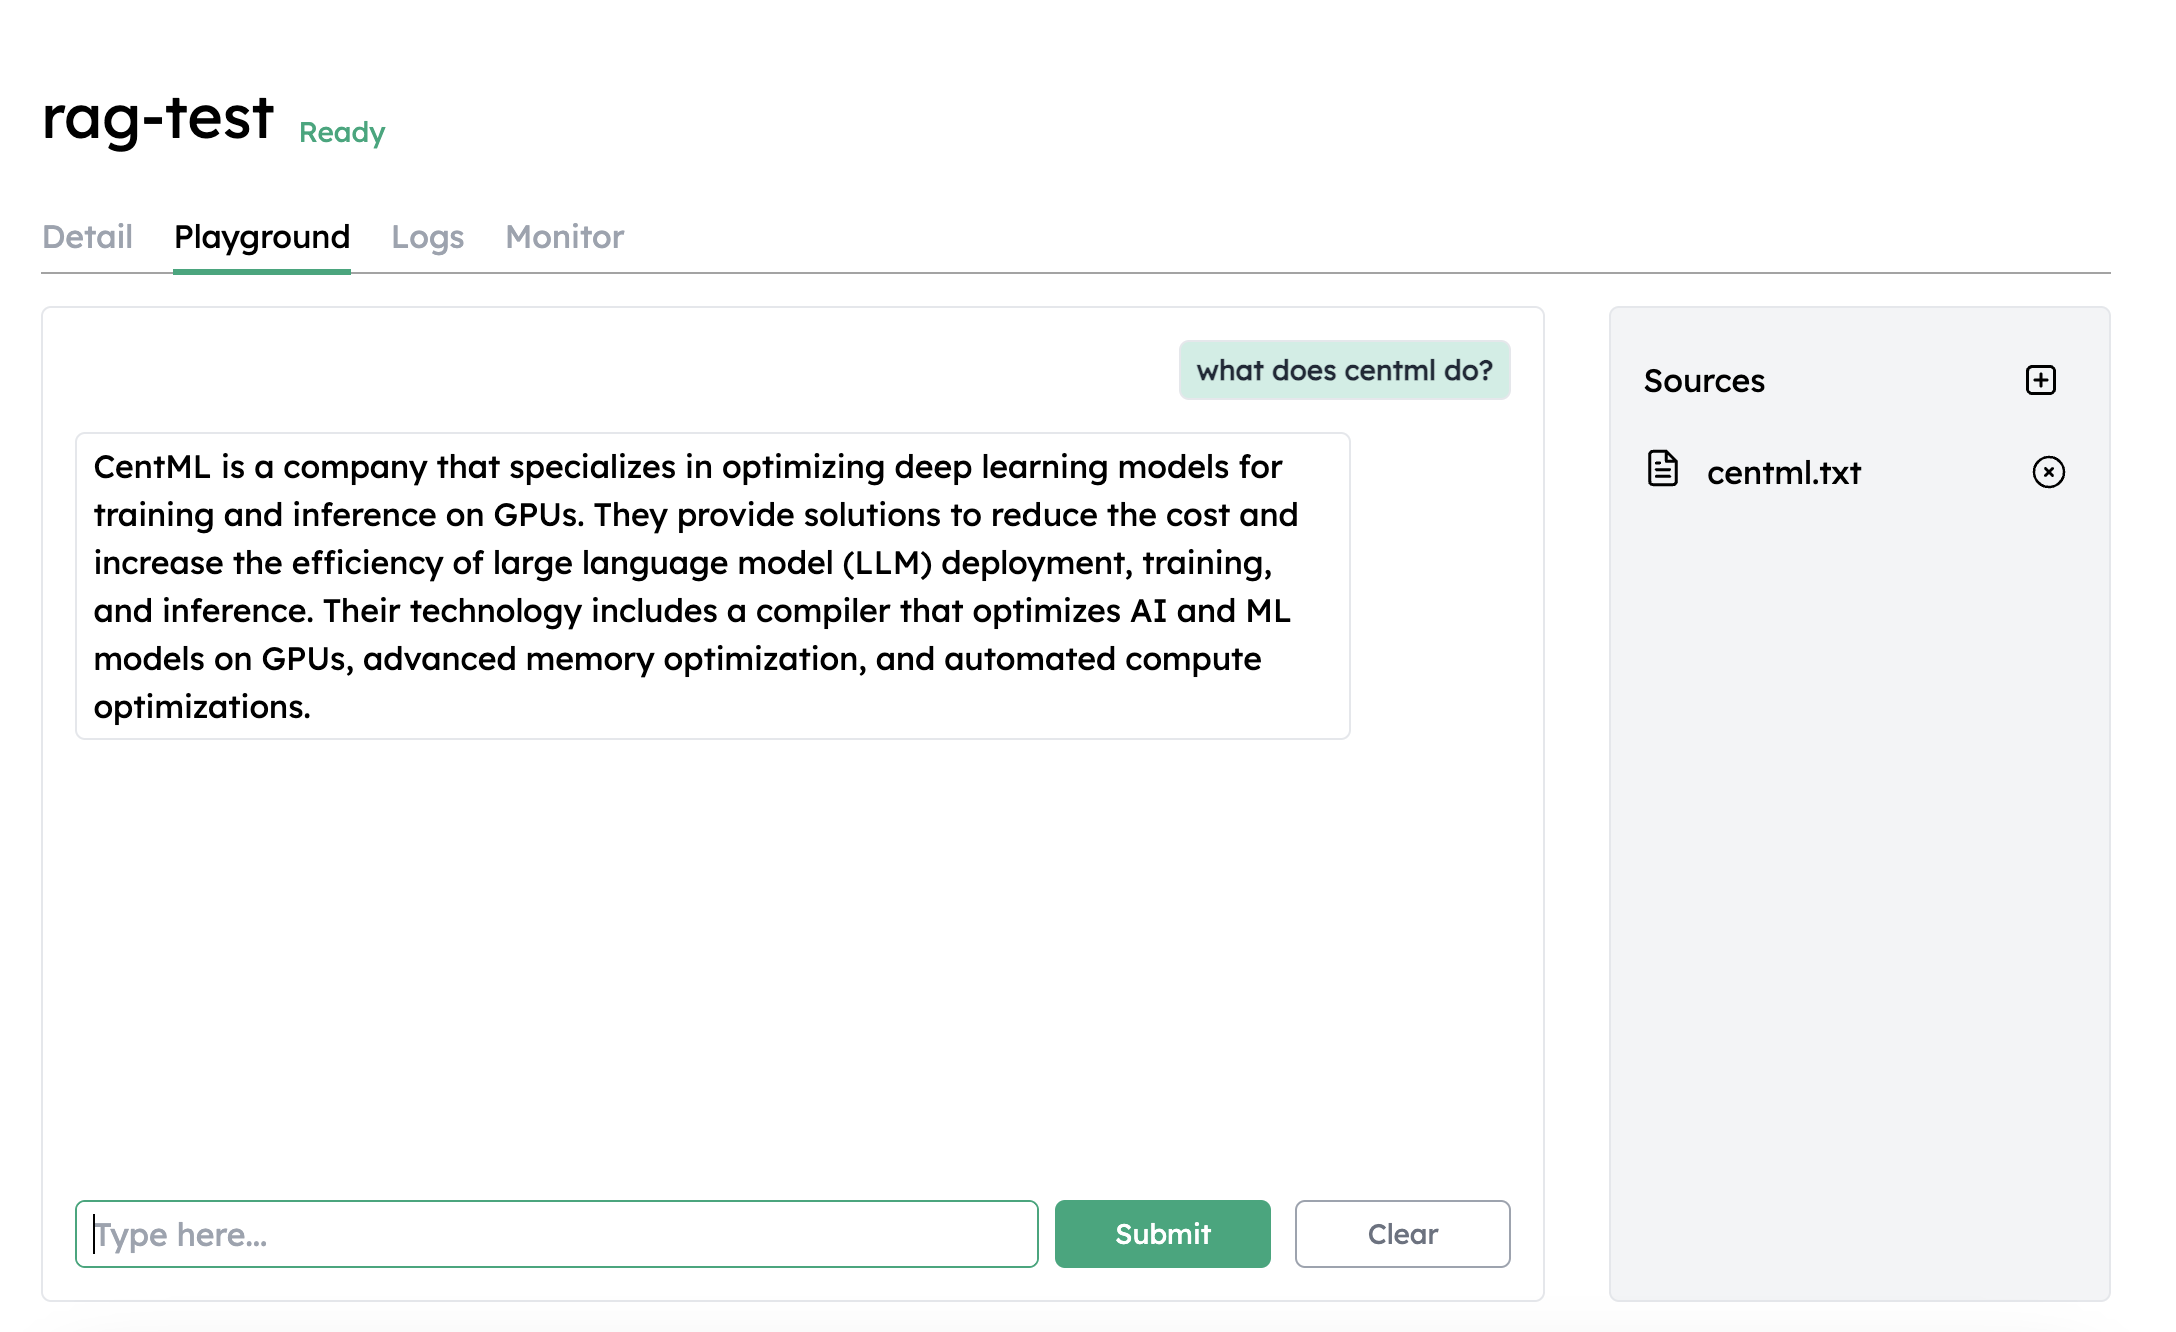 rag-test Ready
Detail Playground Logs Monitor
what does centml do?
CentML is a company that specializes in optimizing deep learning models for
training and inference on GPUs. They provide solutions to reduce the cost and
increase the efficiency of large language model (LLM) deployment, training,
and inference. Their technology includes a compiler that optimizes AI and ML
models on GPUs, advanced memory optimization, and automated compute
optimizations.
Type here...
Submit
Clear
Sources
centml.txt